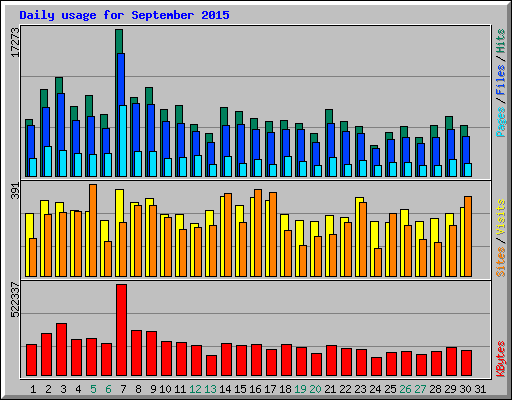 Daily usage for September 2015
17273
Pages / Files / Hits
391
Sites / Visits
522337
KBytes
1 2 3 4 5 6 7 8 9 10 11 12 13 14 15 16 17 18 19 20 21 22 23 24 25 26 27 28 29 30 31